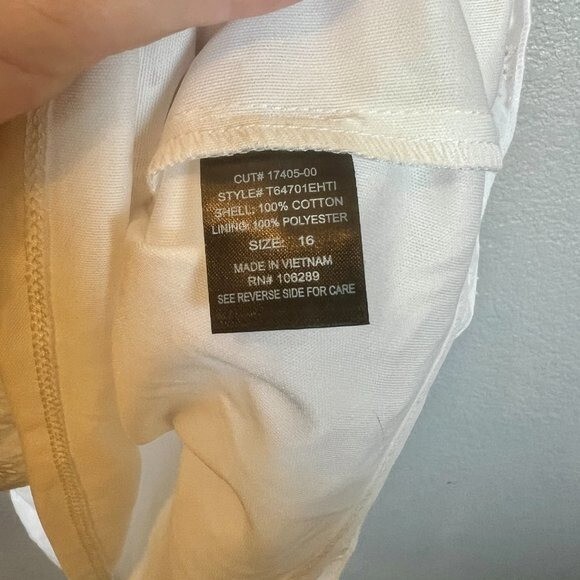 CUT# 17405-00
STYLE# T64701EHTI
SHELL: 100% COTTON
LINING: 100% POLYESTER
SIZE: 16
MADE IN VIETNAM
RN# 106289
SEE REVERSE SIDE FOR CARE